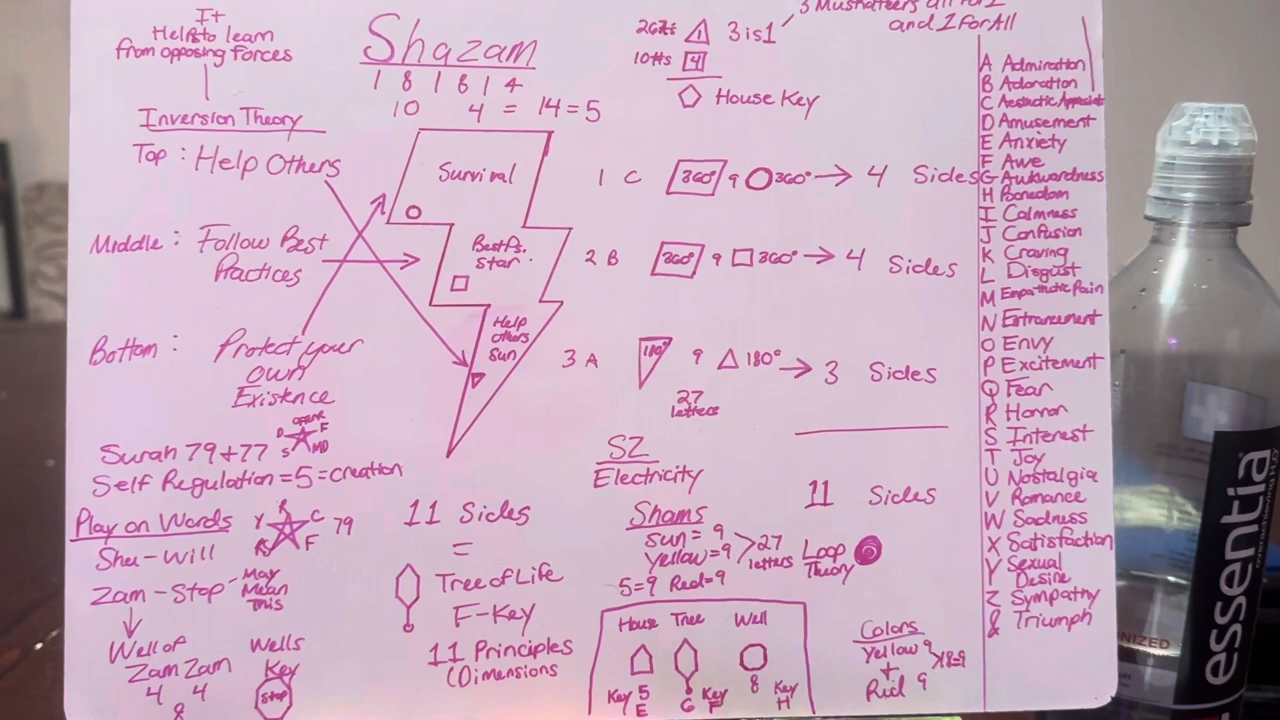 It
Helps to learn
from opposing forces
Inversion Theory
Top : Help Others
Middle : Follow Best
Practices
Bottom : Protect your
own
Existence
Surah 79+77
D F S MD
Self Regulation = 5 = creation
Play on Words
Y K C K F 79
Sha - Will
Zam - Stop - May
Mean
This
Well of
Zam Zam
4 4
8
Wells
Key
Stop
Shazam
1 8 1 8 1 4
10 4 = 14 = 5
Survival
star
Help
others
sun
11 Sides
=
Tree of Life
F-Key
11 Principles
(Dimensions
1 3 is 1
3 Mushateers all for 1
and 1 For All
10 4
House Key
1 C 360° 9 360° → 4 Sides
2 B 360° 9 360° → 4 Sides
3 A 180° 9 180° → 3 Sides
27
letters
11 Sides
SZ
Electricity
Shams
sun = 9
yellow = 9 > 27
letters
5=9 Red=9
Loop
Theory
House Tree Well
Key 5
E
G Key
F
8 Key
H
Colors
Yellow 9
+
Red 9
A Admiration
B Adoration
C Aesthetic
D Amusement
E Anxiety
F Awe
G Awkwardness
H Boredom
I Calmness
J Confusion
K Craving
L Disgust
M Empathetic Pain
N Entrancement
O Envy
P Excitement
Q Fear
R Horror
S Interest
T Joy
U Nostalgia
V Romance
W Sadness
X Satisfaction
Y Sexual
Desire
Z Sympathy
& Triumph
essentia
overachieving H₂O